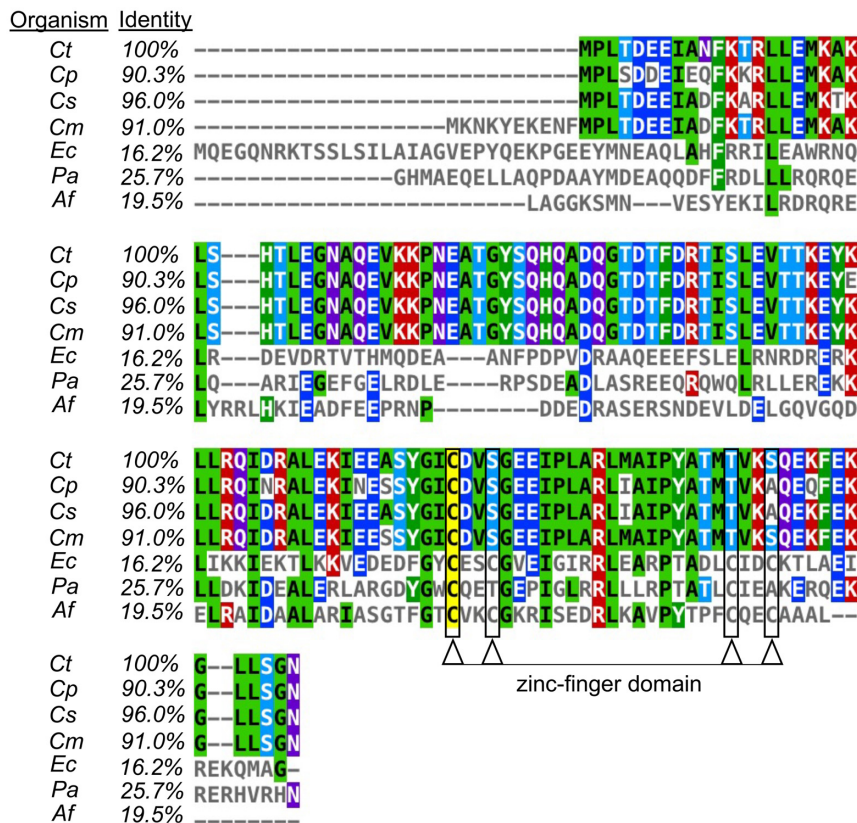 Organism Identity
Ct 100% -----------------------------MPLTDEEIANFKTRLLEMKAK
Cp 90.3% -----------------------------MPLSDDEIEQFKKRLLEMKAK
Cs 96.0% -----------------------------MPLTDEEIADFKARLLEMKTK
Cm 91.0% -------------------MKNKYEKENFMPLTDEEIADFKTRLLEMKAK
Ec 16.2% MQEGQNRKTSSLSILAIAGVEPYQEKPGEEYMNEAQLAHFRRILEAWRNQ
Pa 25.7% ---------------GHMAEQELLAQPDAAYMDEAQQDFFRDLLLRQRQE
Af 19.5% -------------------------LAGGKSMN---VESYEKILRDRQRE
Ct 100% LS---HTLEGNAQEVKKPNEATGYSQHQADQGTDTFDRTISLEVTTKEYK
Cp 90.3% LS---HTLEGNAQEVKKPNEATGYSQHQADQGTDTFDRTISLEVTTKEYE
Cs 96.0% LS---HTLEGNAQEVKKPNEATGYSQHQADQGTDTFDRTISLEVTTKEYK
Cm 91.0% LS---HTLEGNAQEVKKPNEATGYSQHQADQGTDTFDRTISLEVTTKEYK
Ec 16.2% LR---DEVDRTVTHMQDEA---ANFPDPVDRAAQEEEFSLELRNRDRERK
Pa 25.7% LQ---ARIEGEFGELRDLE----RPSDEADLASREEQRQWQLRLLEREKK
Af 19.5% LYRRLHKIEADFEEPRNP--------DDEDRASERSNDEVLDELGQVGQD
Ct 100% LLRQIDRALEKIEEASYGICDVSGEEIPLARLMAIPYATMTVKSQEKFEK
Cp 90.3% LLRQINRALEKINESSYGICDVSGEEIPLARLIAIPYATMTVKAQEQFEK
Cs 96.0% LLRQIDRALEKIEEASYGICDVSGEEIPLARLIAIPYATMTVKAQEKFEK
Cm 91.0% LLRQIDRALEKIEESSYGICDVSGEEIPLARLMAIPYATMTVKSQEKFEK
Ec 16.2% LIKKIEKTLKKVEDEDFGYCESCGVEIGIRRLEARPTADLCIDCKTLAEI
Pa 25.7% LLDKIDEALERLARGDYGWCQETGEPIGLRRLLLRPTATLCIEAKERQEK
Af 19.5% ELRAIDAALARIASGTFGTCVKCGKRISEDRLKAVPYTPFCQECAAAL--
zinc-finger domain
Ct 100% G--LLSGN
Cp 90.3% G--LLSGN
Cs 96.0% G--LLSGN
Cm 91.0% G--LLSGN
Ec 16.2% REKQMAG-
Pa 25.7% RERHVRHN
Af 19.5% --------